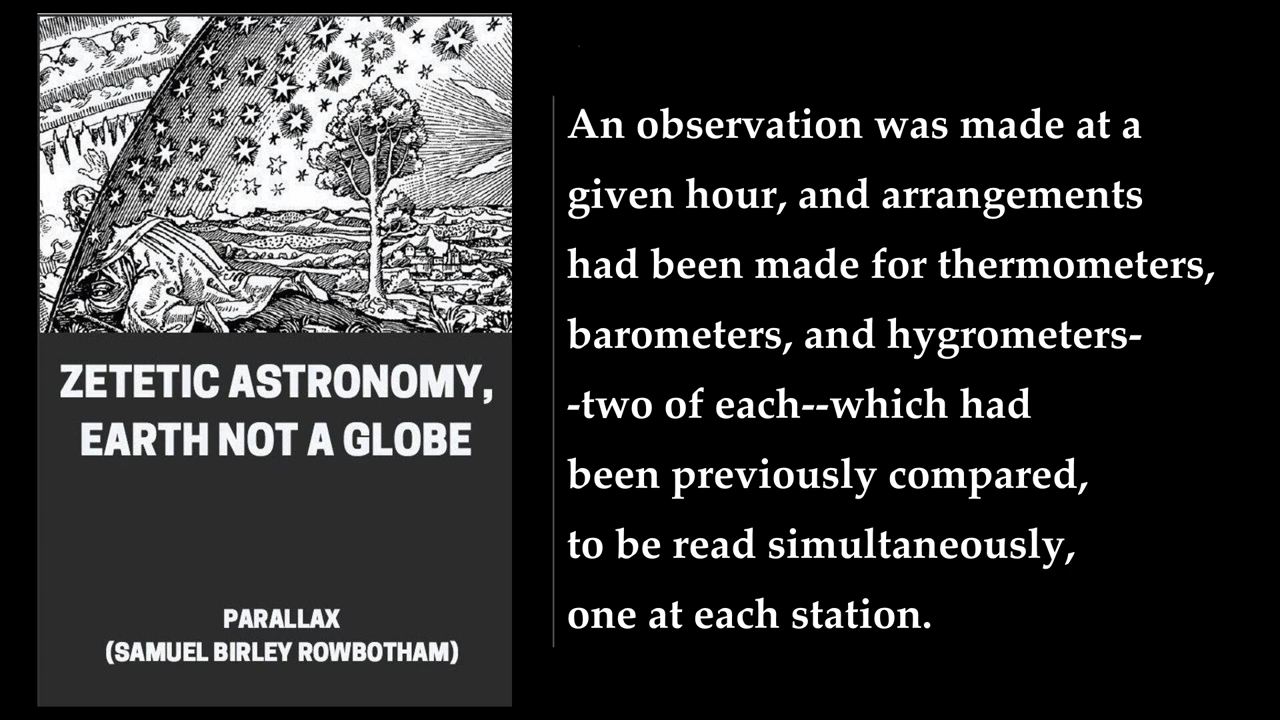 ZETETIC ASTRONOMY,
EARTH NOT A GLOBE
PARALLAX
(SAMUEL BIRLEY ROWBOTHAM)
An observation was made at a
given hour, and arrangements
had been made for thermometers,
barometers, and hygrometers-
-two of each--which had
been previously compared,
to be read simultaneously,
one at each station.